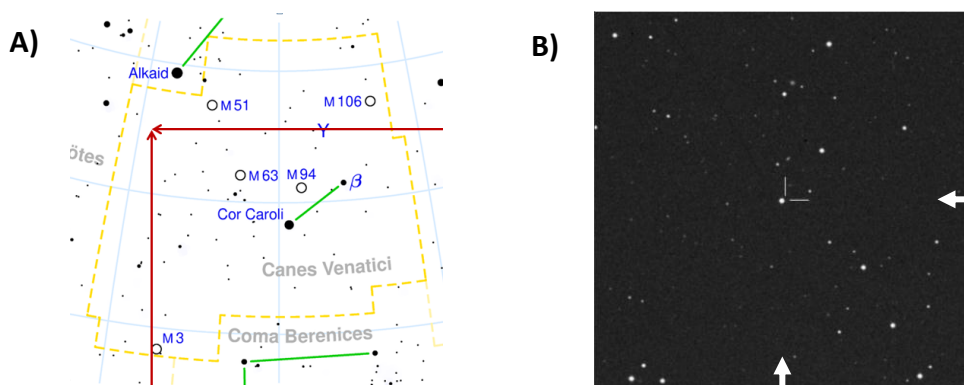 A)
B)
Alkaid
M 51
M 106
Y
ötes
M 63
M 94
β
Cor Caroli
Canes Venatici
Coma Berenices
M 3